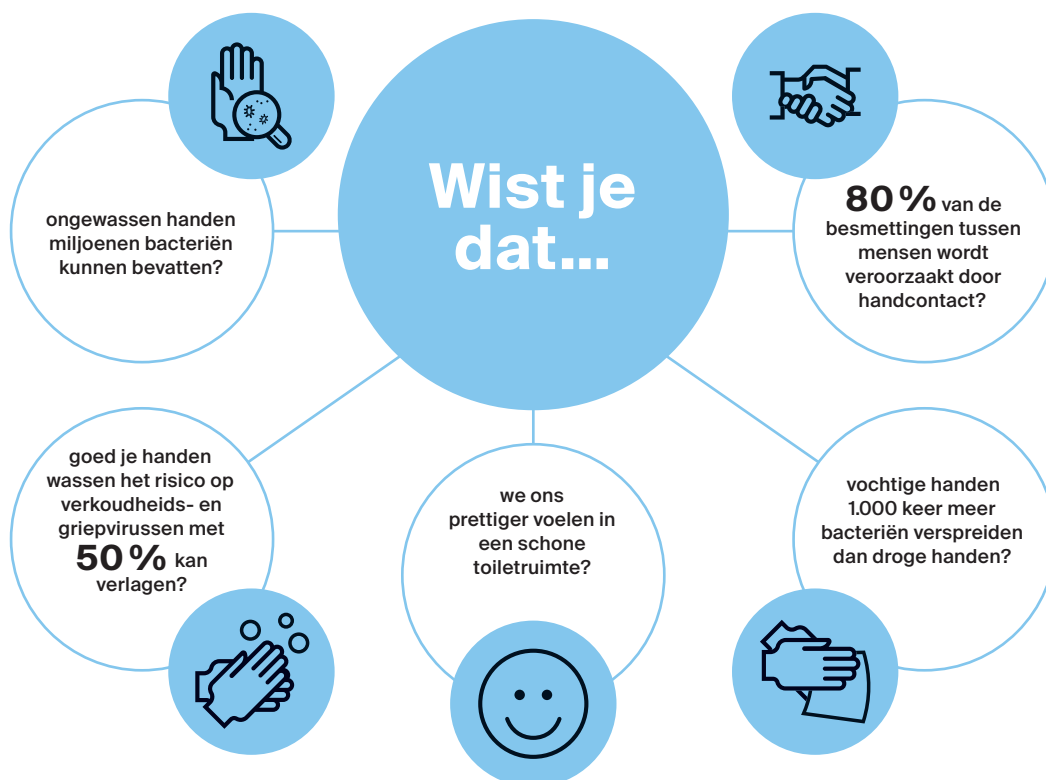 Wist je
dat...
ongewassen handen
miljoenen bacteriën
kunnen bevatten?
80% van de
besmettingen tussen
mensen wordt
veroorzaakt door
handcontact?
goed je handen
wassen het risico op
verkoudheids- en
griepvirussen met
50% kan
verlagen?
we ons
prettiger voelen in
een schone
toiletruimte?
vochtige handen
1.000 keer meer
bacteriën verspreiden
dan droge handen?